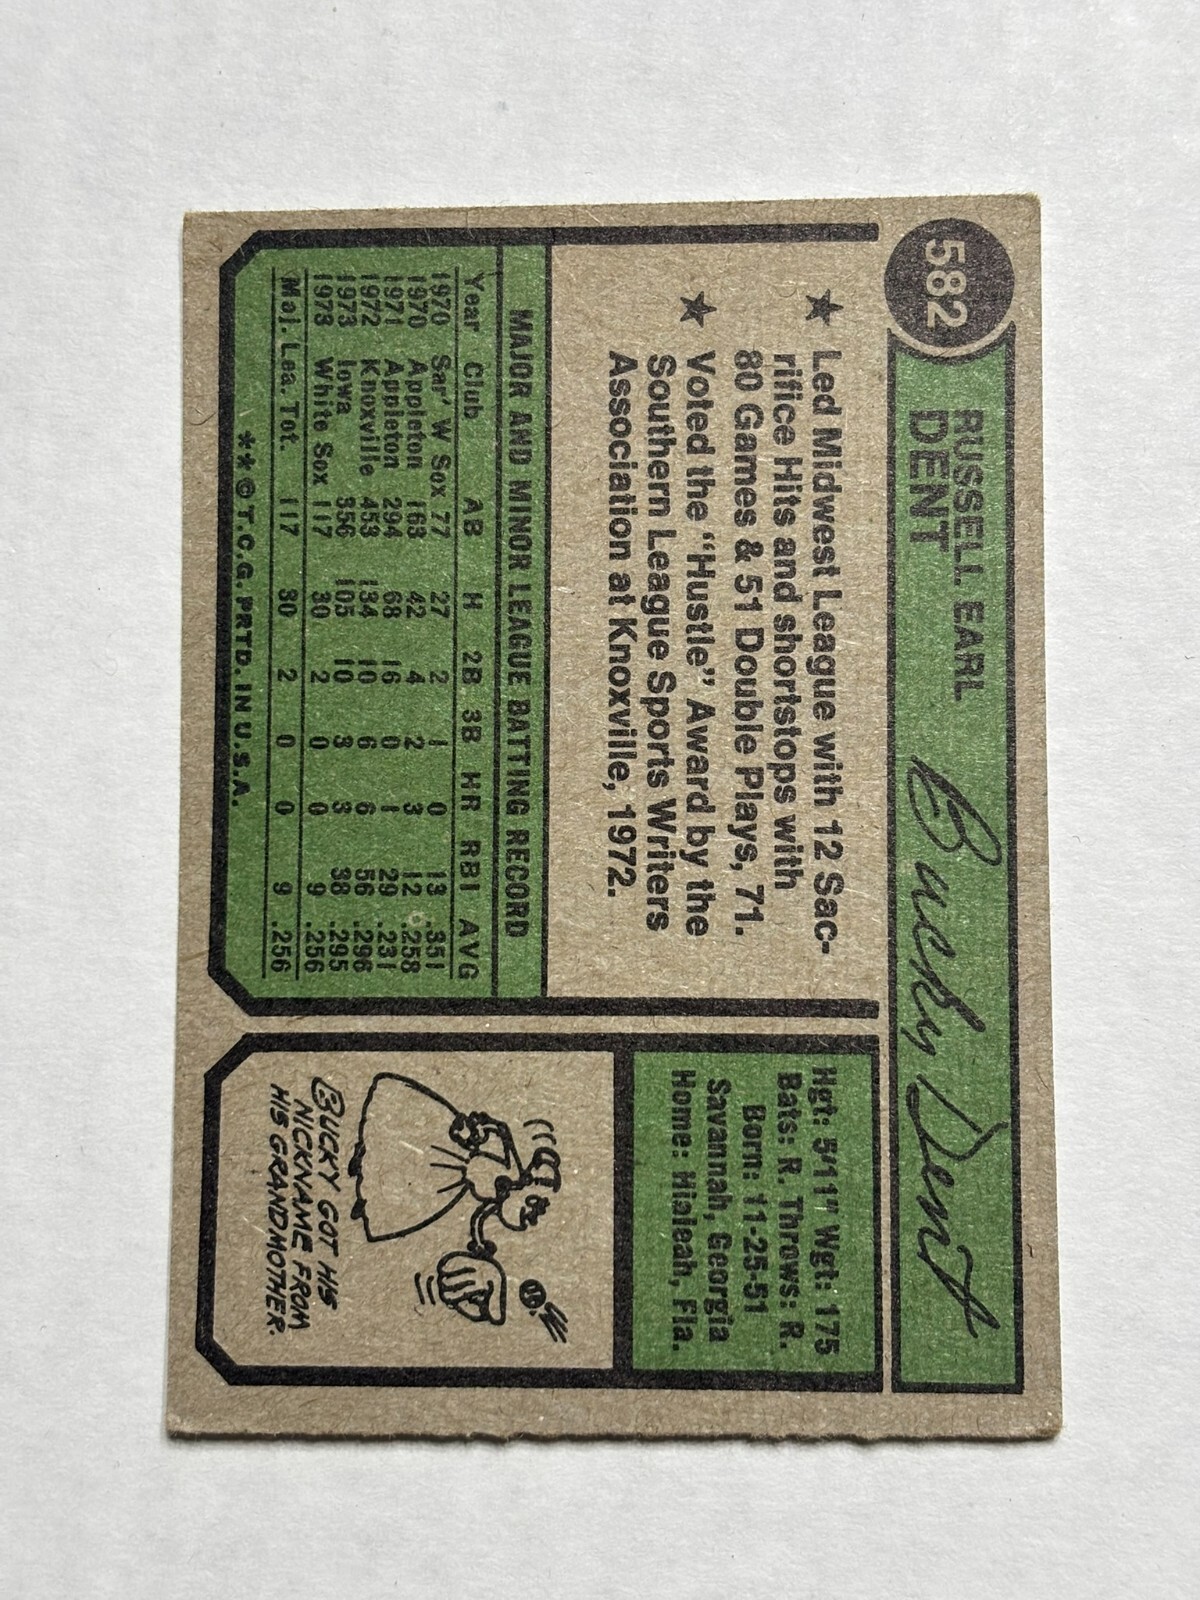 582
RUSSELL EARL
DENT
Bucky Dent
★ Led Midwest League with 12 Sac-
rifice Hits and shortstops with
80 Games & 51 Double Plays, 71.
★ Voted the “Hustle” Award by the
Southern League Sports Writers
Association at Knoxville, 1972.
MAJOR AND MINOR LEAGUE BATTING RECORD
Year Club AB H 2B 3B HR RBI AVG
1970 Sar' W Sox 77 27 2 1 0 13 .351
1970 Appleton 163 42 4 2 3 12 .258
1971 Appleton 294 68 16 0 1 29 .231
1972 Knoxville 453 134 10 6 6 56 .296
1973 Iowa 356 105 10 3 3 38 .295
1973 White Sox 117 30 2 0 0 9 .256
Maj. Lea. Tot. 117 30 2 0 0 9 .256
**©T.C.G. PRTD. IN U.S.A.
Hgt: 5'11" Wgt: 175
Bats: R. Throws: R.
Born: 11-25-51
Savannah, Georgia
Home: Hialeah, Fla.
BUCKY GOT HIS
NICKNAME FROM
HIS GRANDMOTHER.